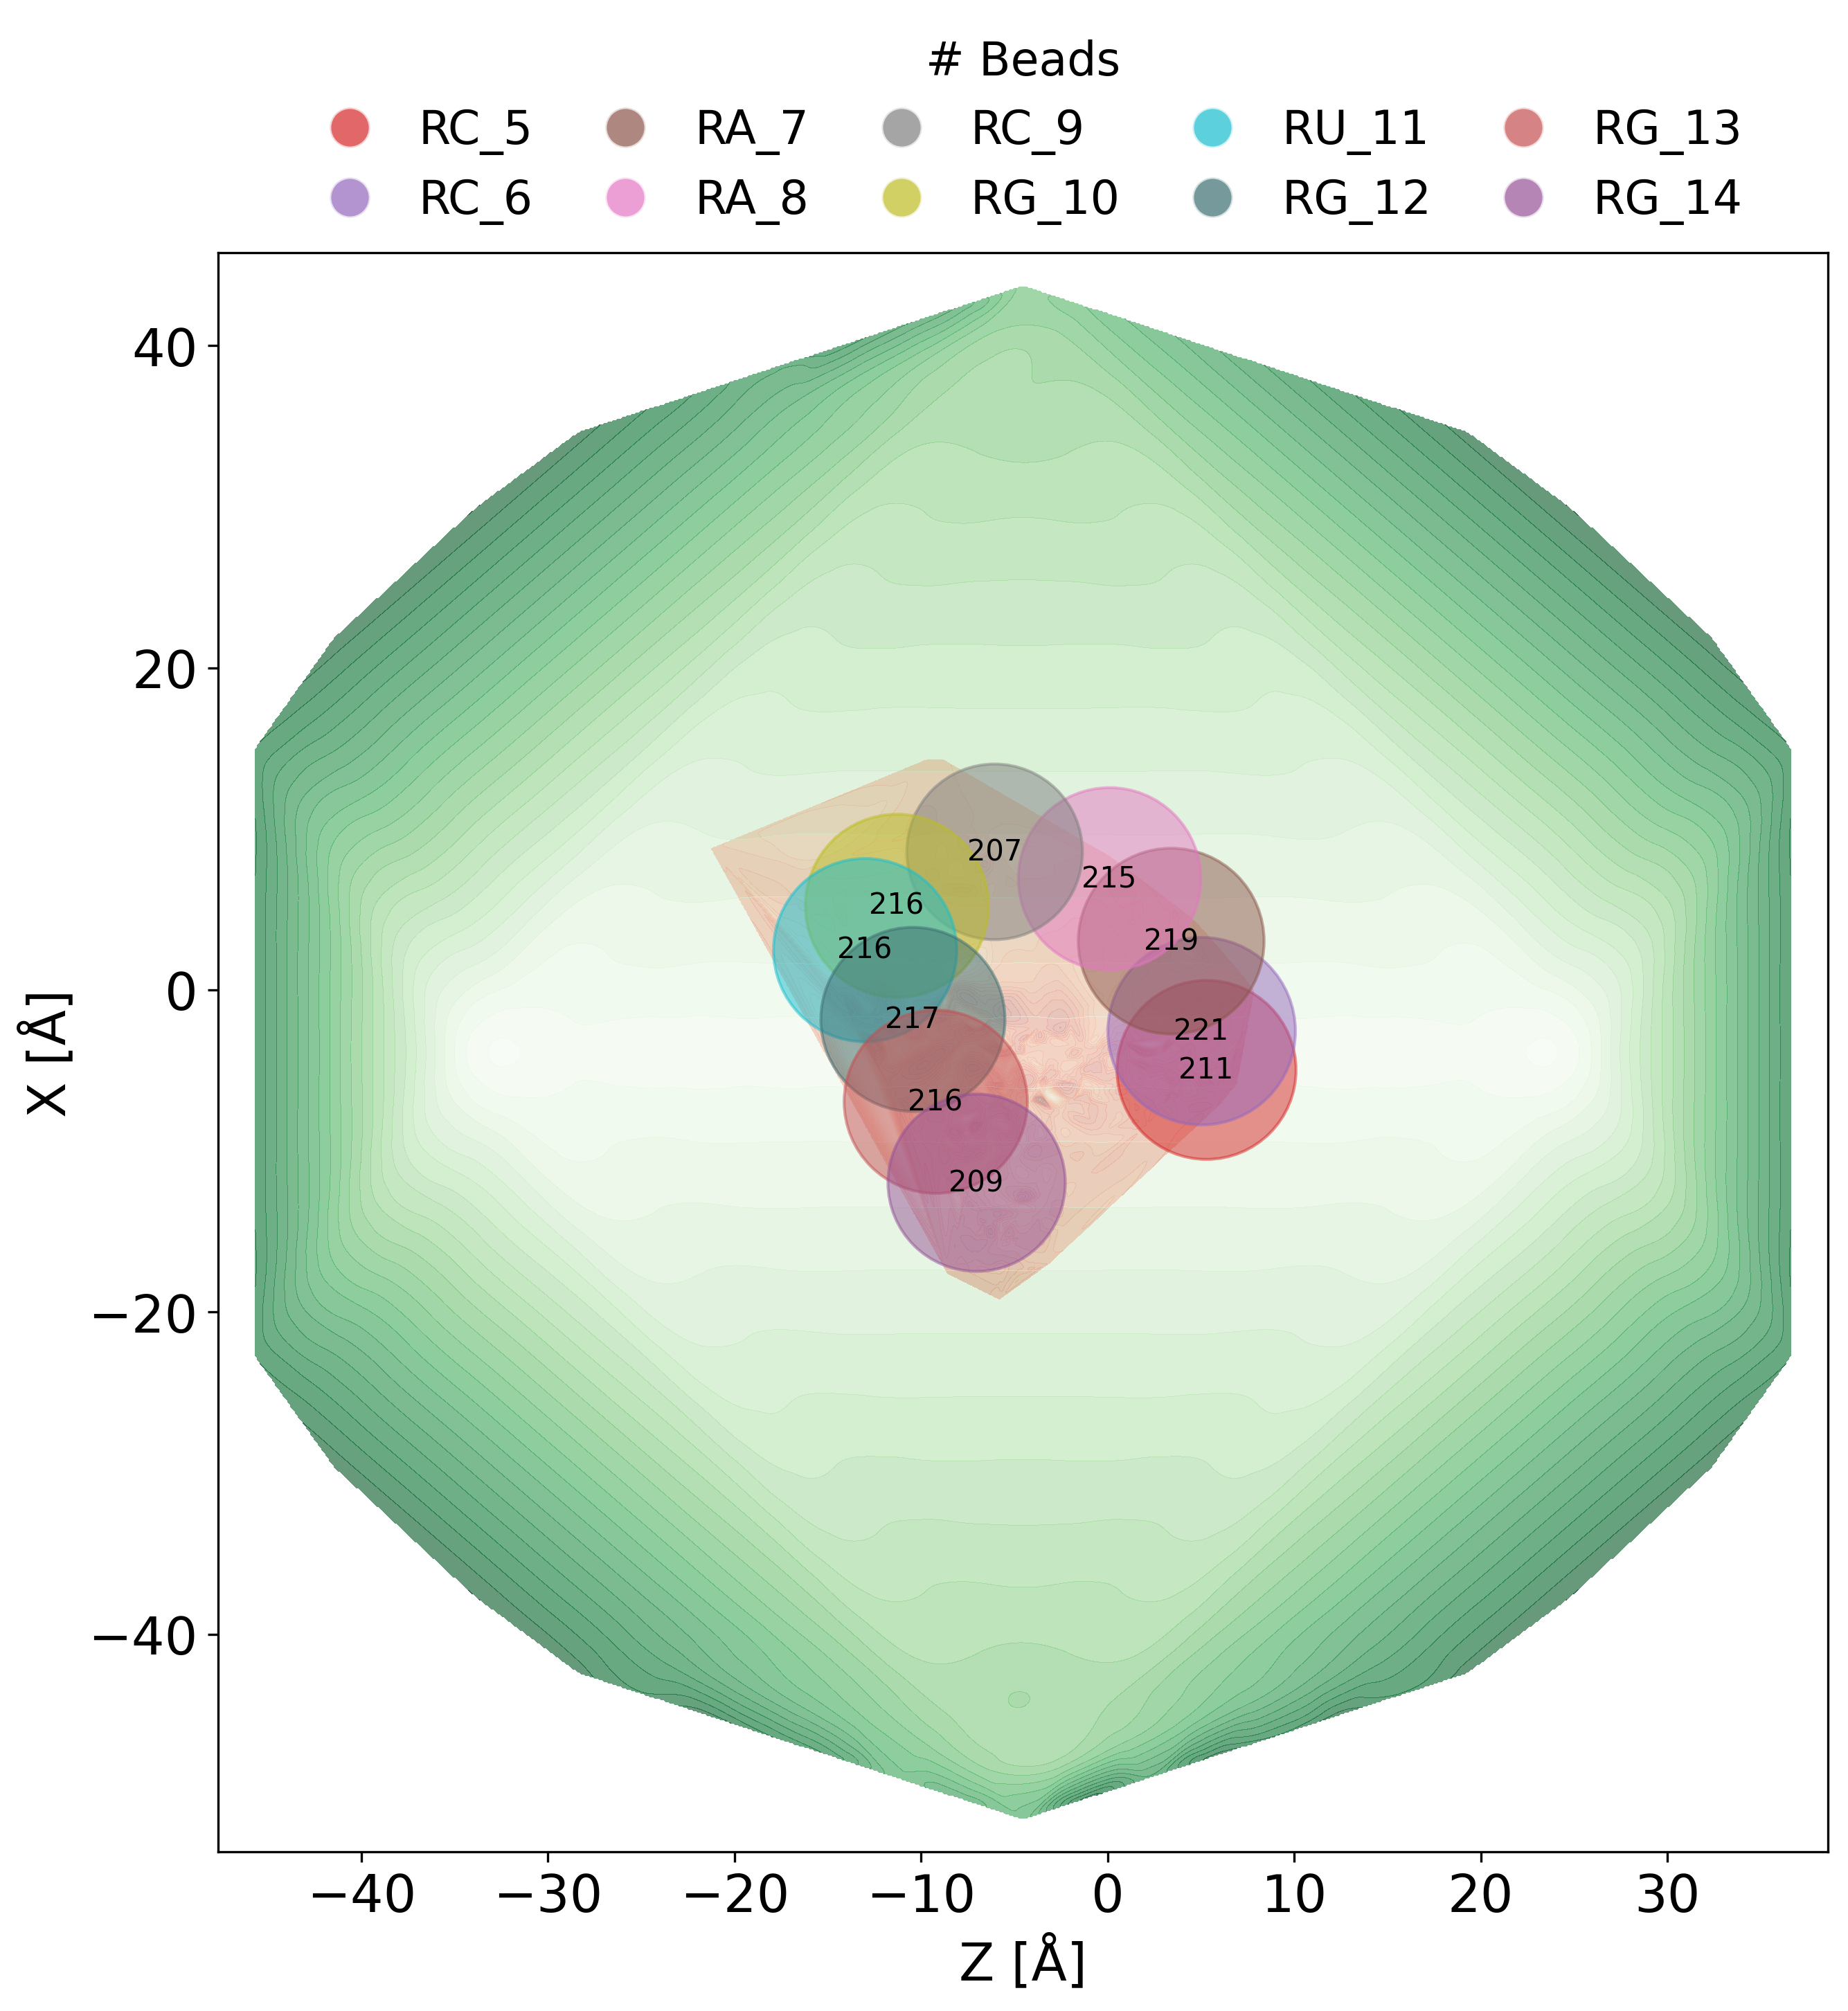 # Beads
RC_5 RA_7 RC_9 RU_11 RG_13
RC_6 RA_8 RG_10 RG_12 RG_14
40
20
0
−20
−40
X [Å]
207
215
216
219
216
217
221
211
216
209
−40 −30 −20 −10 0 10 20 30
Z [Å]